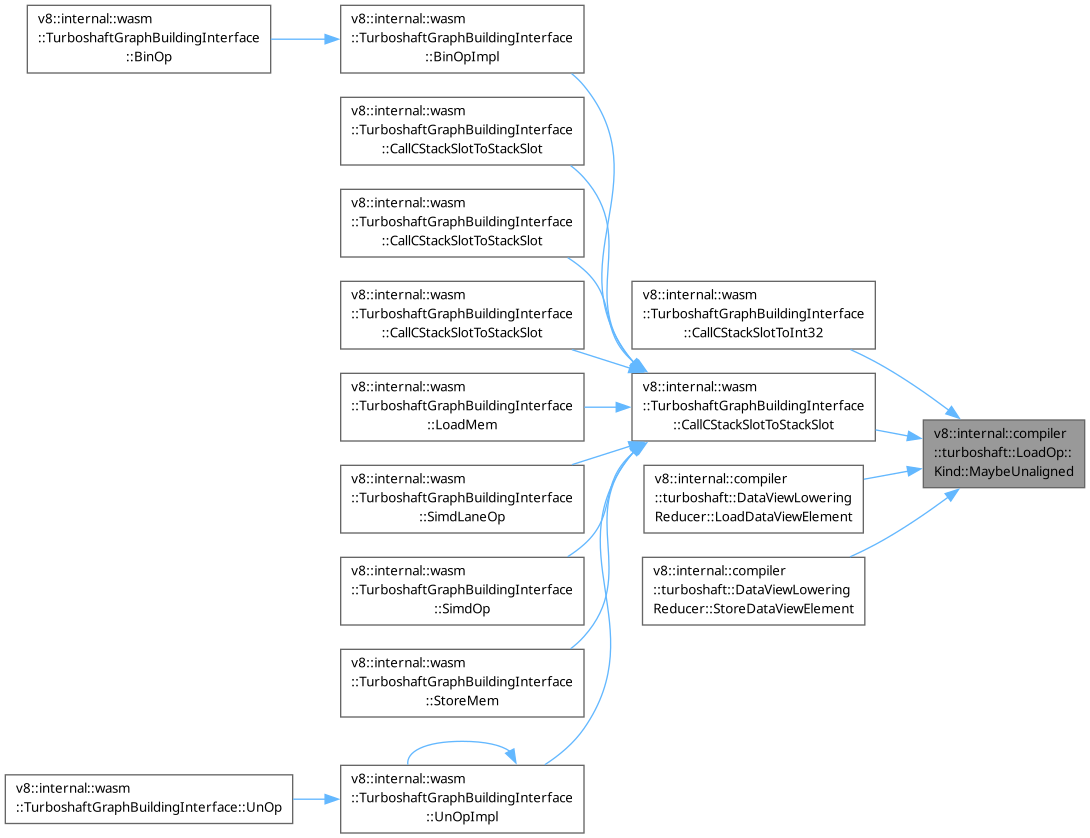 v8::internal::wasm
::TurboshaftGraphBuildingInterface
::BinOp
v8::internal::wasm
::TurboshaftGraphBuildingInterface
::BinOpImpl
v8::internal::wasm
::TurboshaftGraphBuildingInterface
::CallCStackSlotToStackSlot
v8::internal::wasm
::TurboshaftGraphBuildingInterface
::CallCStackSlotToStackSlot
v8::internal::wasm
::TurboshaftGraphBuildingInterface
::CallCStackSlotToStackSlot
v8::internal::wasm
::TurboshaftGraphBuildingInterface
::CallCStackSlotToInt32
v8::internal::wasm
::TurboshaftGraphBuildingInterface
::LoadMem
v8::internal::wasm
::TurboshaftGraphBuildingInterface
::CallCStackSlotToStackSlot
v8::internal::compiler
::turboshaft::LoadOp::
Kind::MaybeUnaligned
v8::internal::wasm
::TurboshaftGraphBuildingInterface
::SimdLaneOp
v8::internal::compiler
::turboshaft::DataViewLowering
Reducer::LoadDataViewElement
v8::internal::wasm
::TurboshaftGraphBuildingInterface
::SimdOp
v8::internal::compiler
::turboshaft::DataViewLowering
Reducer::StoreDataViewElement
v8::internal::wasm
::TurboshaftGraphBuildingInterface
::StoreMem
v8::internal::wasm
::TurboshaftGraphBuildingInterface::UnOp
v8::internal::wasm
::TurboshaftGraphBuildingInterface
::UnOpImpl